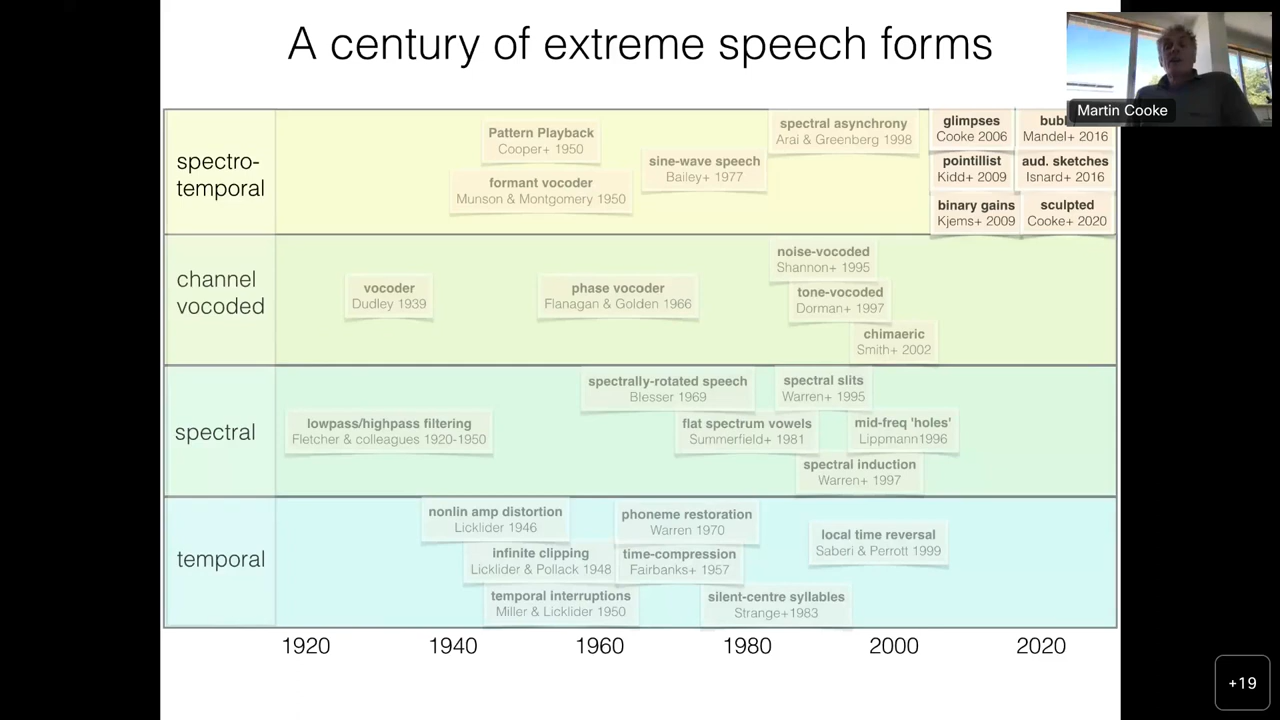 A century of extreme speech forms
Martin Cooke
spectro-
temporal
Pattern Playback
Cooper+ 1950
formant vocoder
Munson & Montgomery 1950
sine-wave speech
Bailey+ 1977
spectral asynchrony
Arai & Greenberg 1998
glimpses
Cooke 2006
Mandel+ 2016
pointillist
Kidd+ 2009
aud. sketches
Isnard+ 2016
binary gains
Kjems+ 2009
sculpted
Cooke+ 2020
channel
vocoded
vocoder
Dudley 1939
phase vocoder
Flanagan & Golden 1966
noise-vocoded
Shannon+ 1995
tone-vocoded
Dorman+ 1997
chimaeric
Smith+ 2002
spectral
lowpass/highpass filtering
Fletcher & colleagues 1920-1950
spectrally-rotated speech
Blesser 1969
spectral slits
Warren+ 1995
flat spectrum vowels
Summerfield+ 1981
mid-freq 'holes'
Lippmann1996
spectral induction
Warren+ 1997
temporal
nonlin amp distortion
Licklider 1946
phoneme restoration
Warren 1970
infinite clipping
Licklider & Pollack 1948
time-compression
Fairbanks+ 1957
local time reversal
Saberi & Perrott 1999
temporal interruptions
Miller & Licklider 1950
silent-centre syllables
Strange+1983
1920 1940 1960 1980 2000 2020
+19